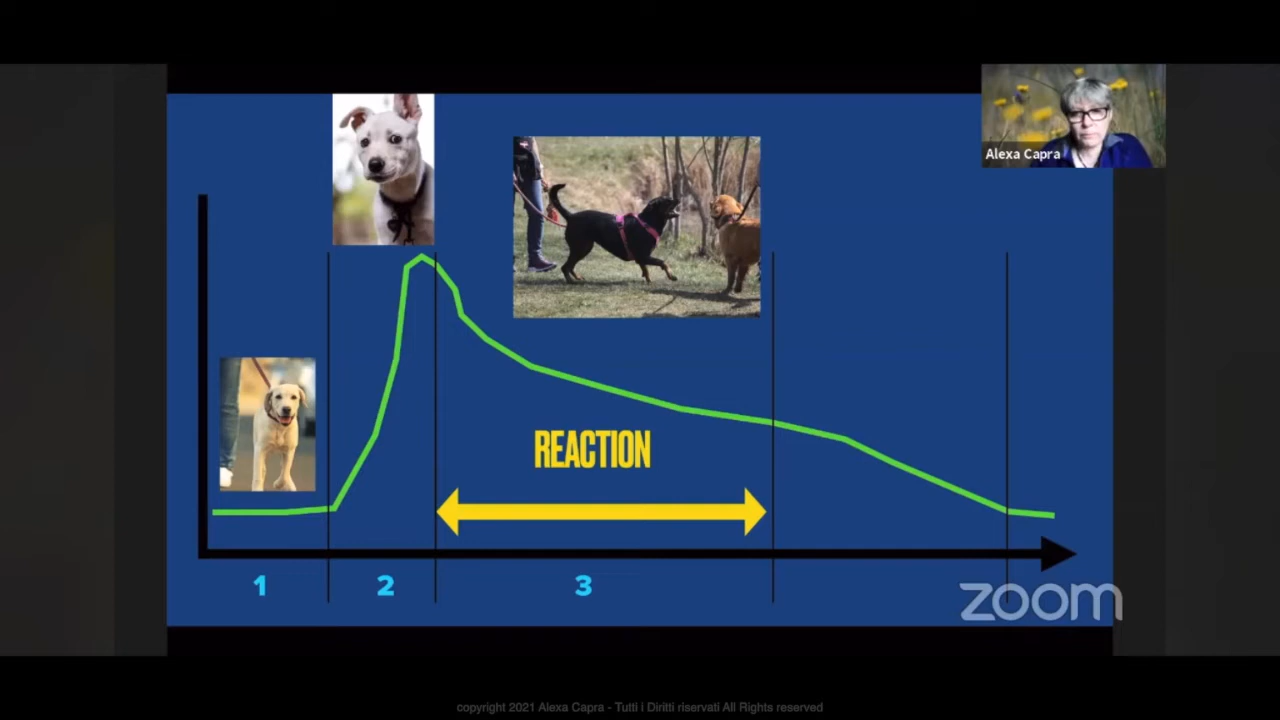 Alexa Capra
REACTION
1 2 3
zoom
copyright 2021 Alexa Capra - Tutti i Diritti riservati All Rights reserved